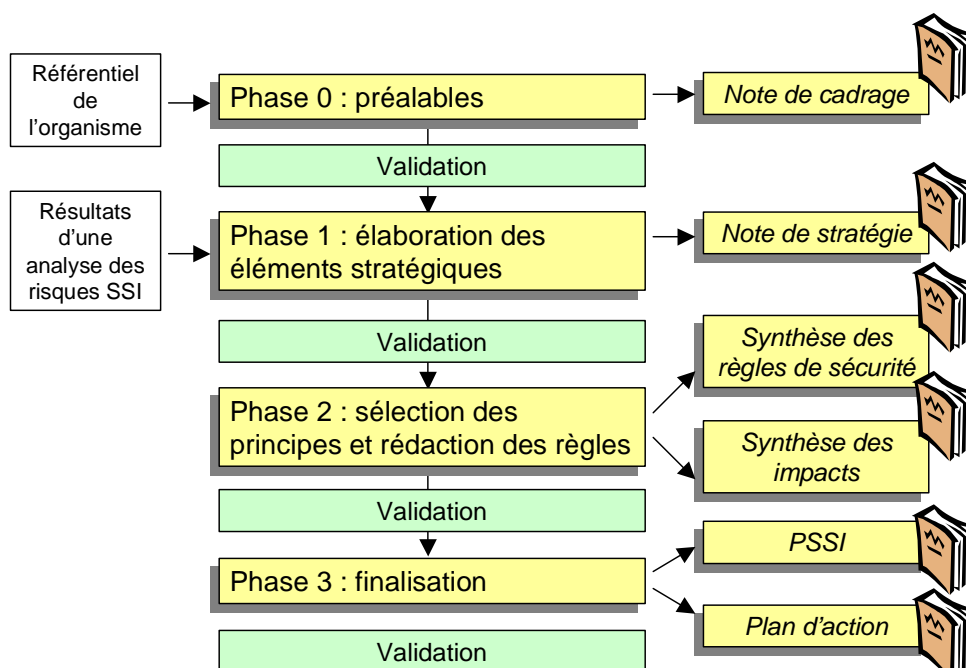 Référentiel
de
l'organisme
Phase 0 : préalables
Note de cadrage
Validation
Résultats
d'une
analyse des
risques SSI
Phase 1 : élaboration des
éléments stratégiques
Note de stratégie
Validation
Synthèse des
règles de sécurité
Phase 2 : sélection des
principes et rédaction des règles
Synthèse des
impacts
Validation
PSSI
Phase 3 : finalisation
Plan d'action
Validation